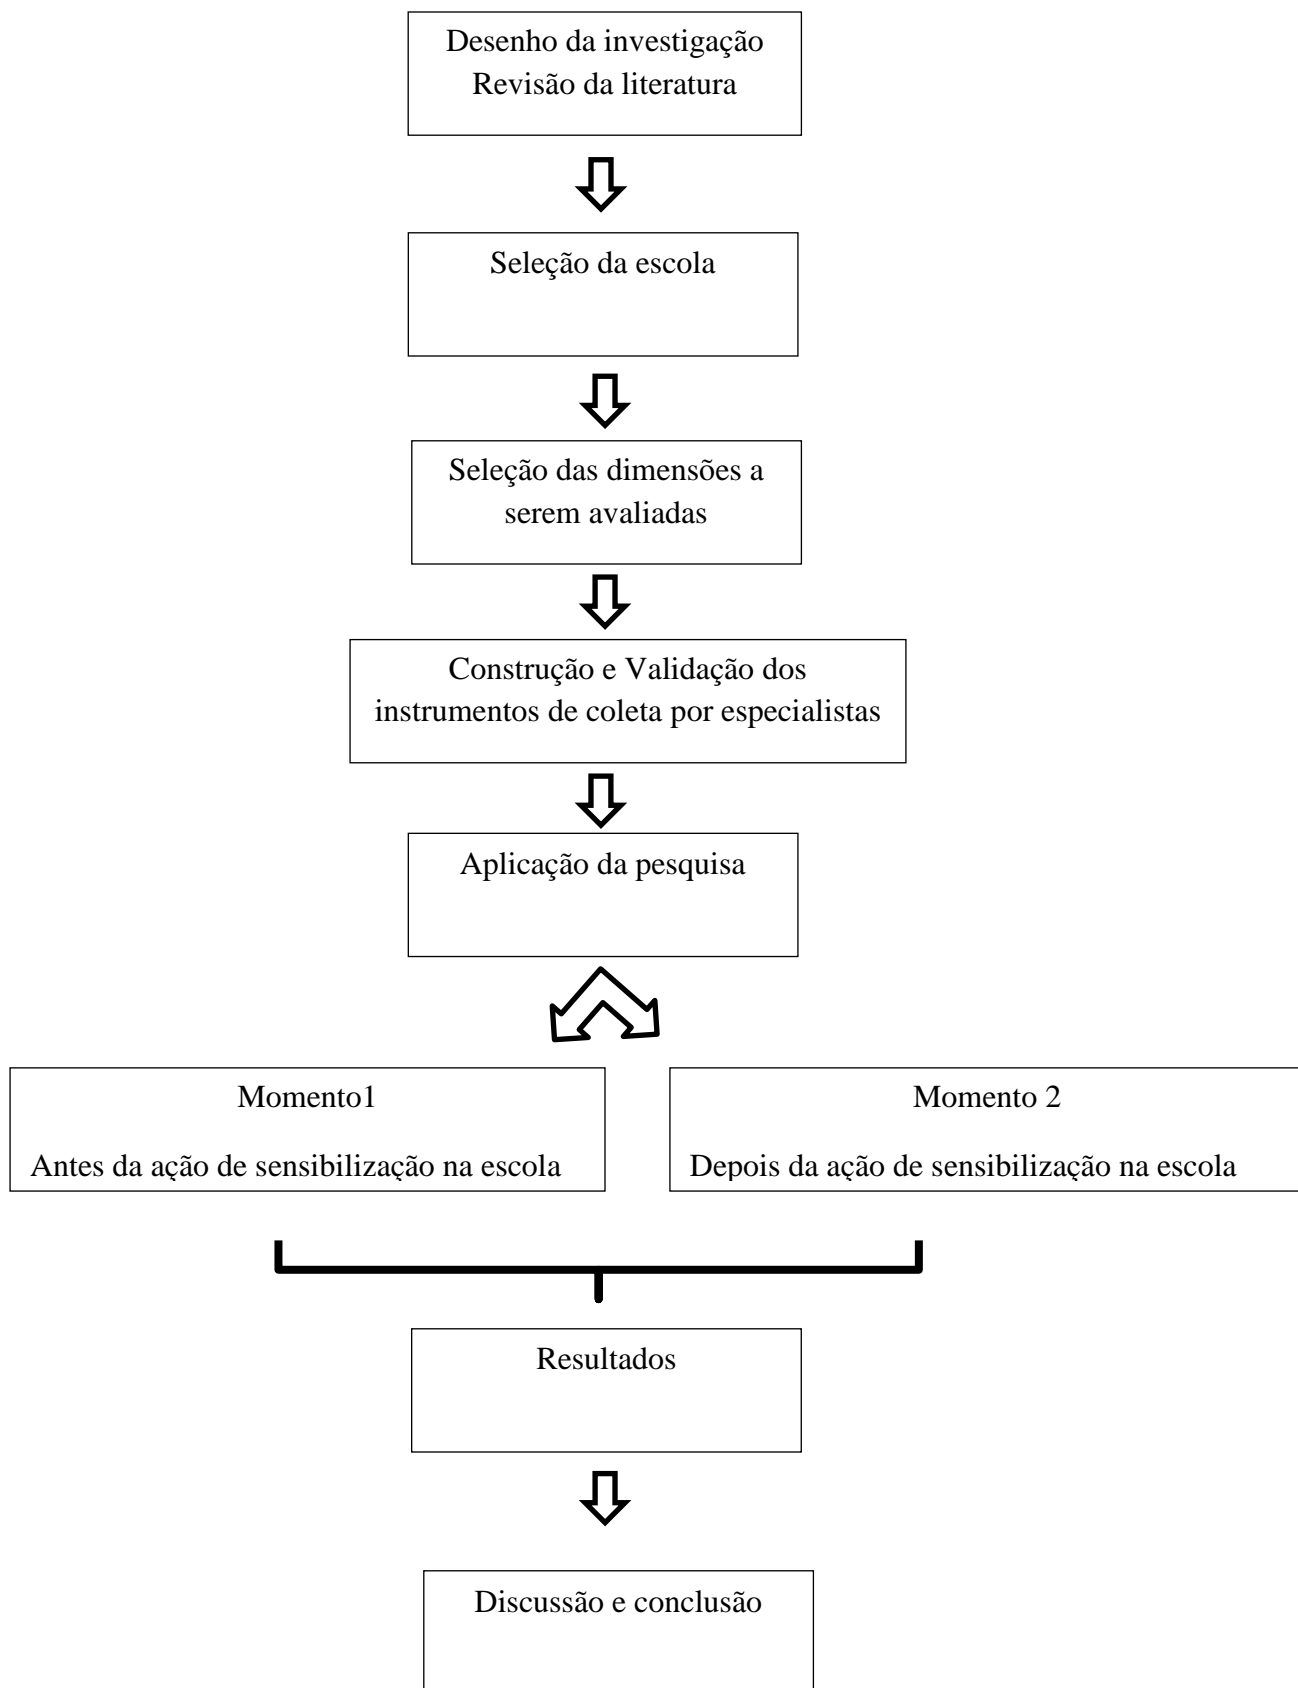 Desenho da investigação
Revisão da literatura
Seleção da escola
Seleção das dimensões a
serem avaliadas
Construção e Validação dos
instrumentos de coleta por especialistas
Aplicação da pesquisa
Momento1
Antes da ação de sensibilização na escola
Momento 2
Depois da ação de sensibilização na escola
Resultados
Discussão e conclusão